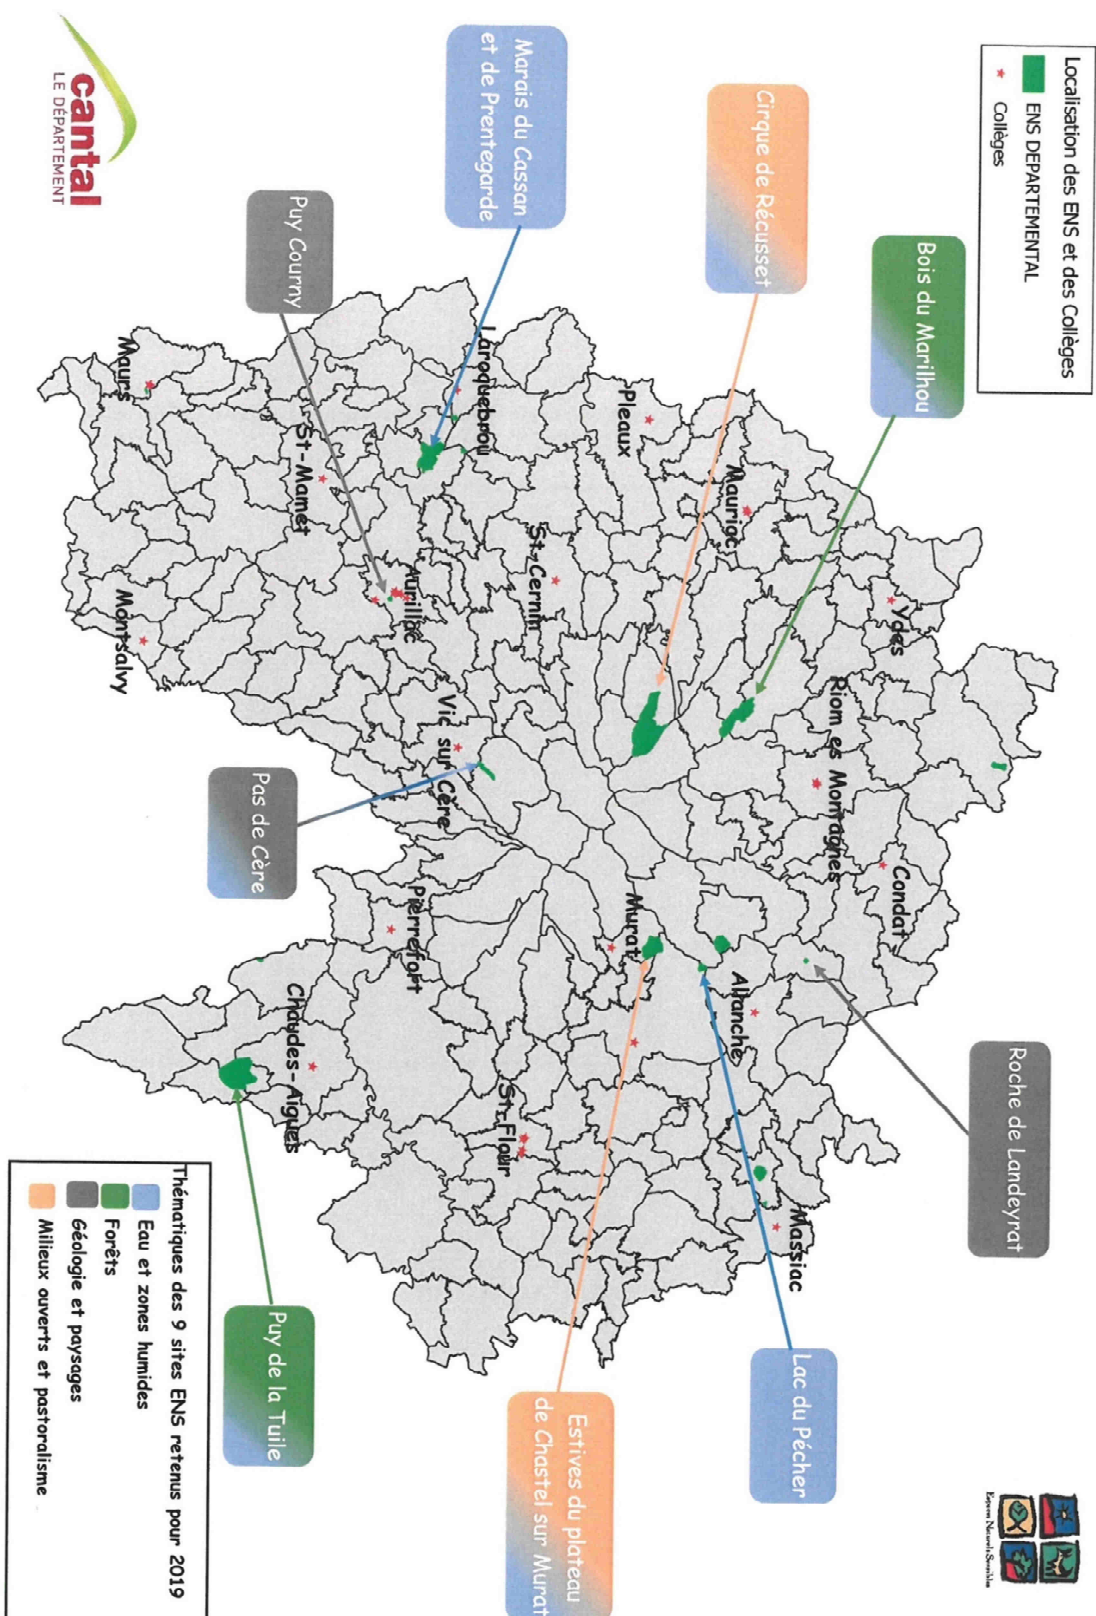 Localisation des ENS et des Collèges
ENS DEPARTEMENTAL
Collèges
Bois du Marilhou
Cirque de Récusset
Marais du Cassan
et de Prentegarde
Puy Courny
Pas de Cère
Roche de Landeyrat
Lac du Pécher
Estives du plateau
de Chastel sur Murat
Puy de la Tuile
Ydes
Riom es Montagnes
Condat
Mauriac
Pleaux
St-Cernin
Laroquebrou
Aurillac
St-Mamet
Maurs
Montsalvy
Vic sur Cère
Murat
Allanche
Massiac
St-Flour
Pierrefort
Chaudes-Aigues
Thématiques des 9 sites ENS retenus pour 2019
Eau et zones humides
Forêts
Géologie et paysages
Milieux ouverts et pastoralisme
cantal
LE DÉPARTEMENT
Espaces Naturels Sensibles